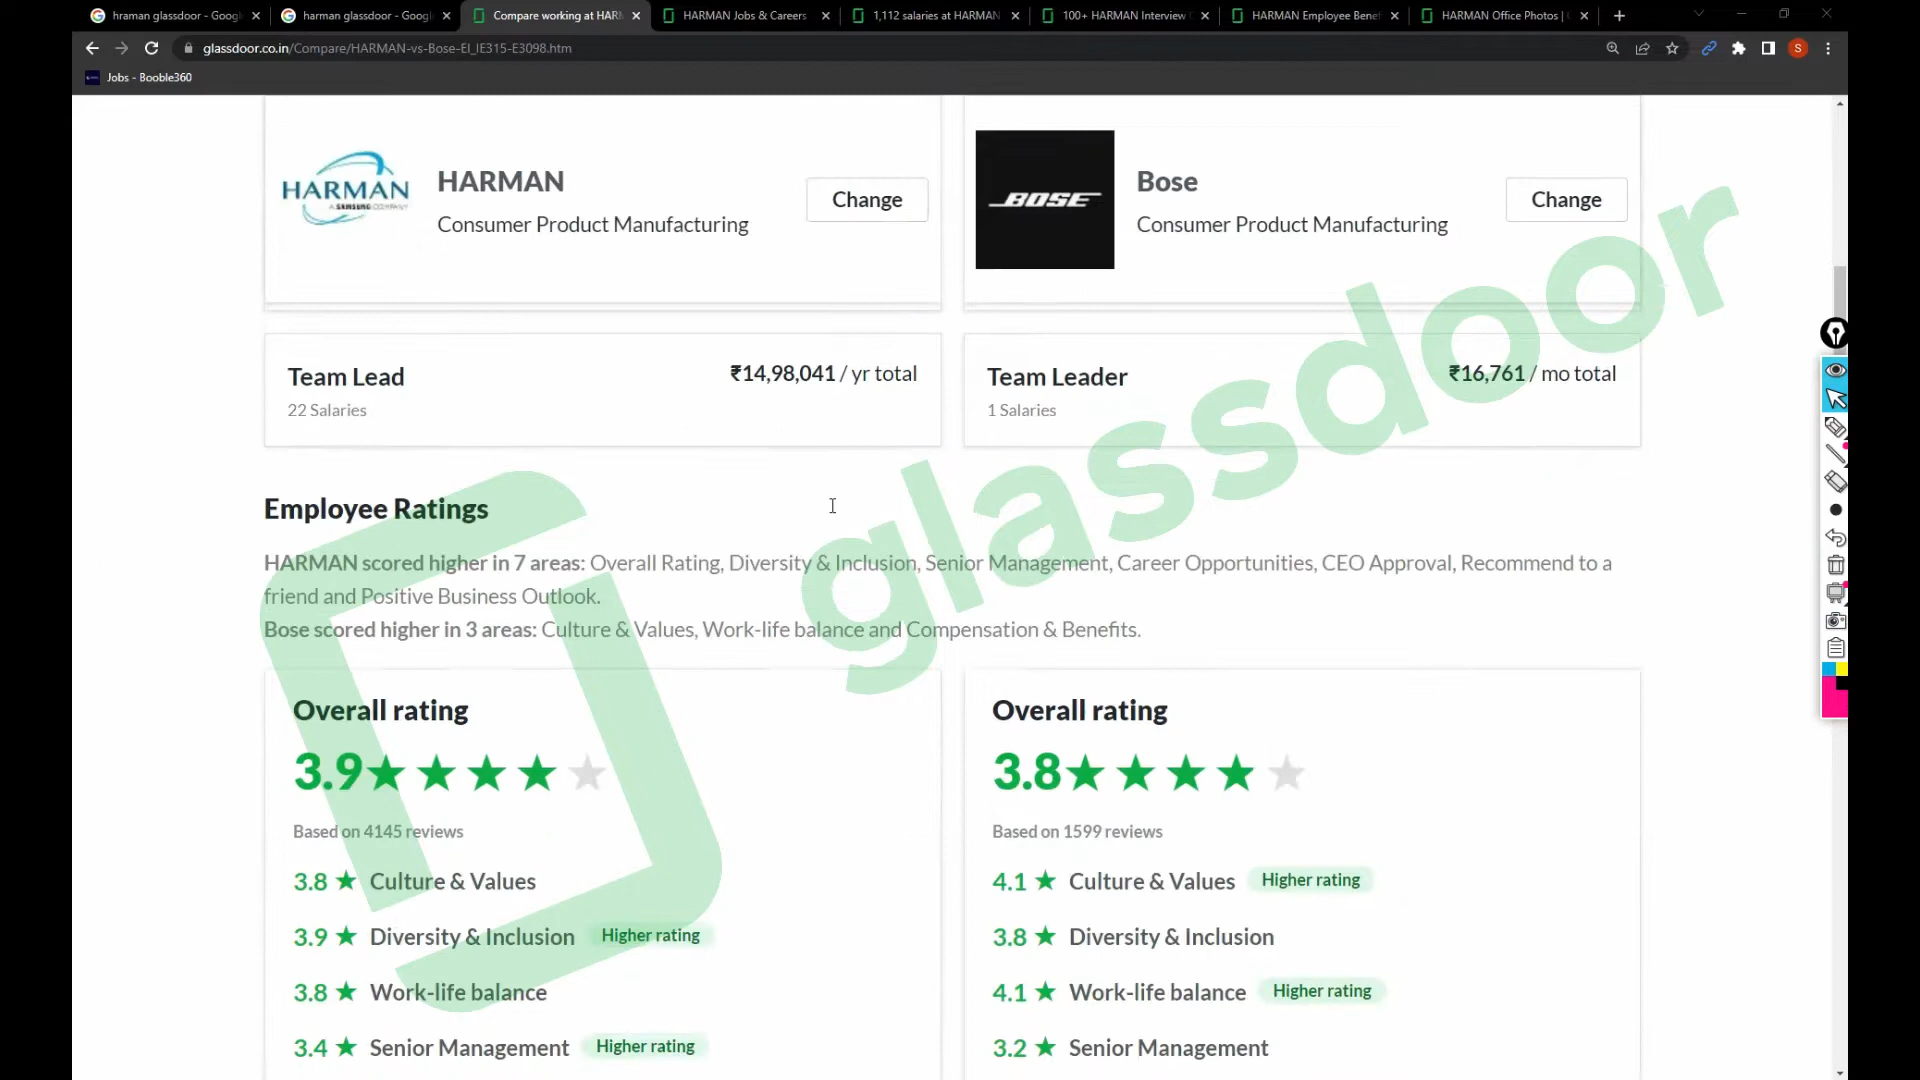 hraman glassdoor - Googl
harman glassdoor - Googl
Compare working at HARM
HARMAN Jobs & Careers
1,112 salaries at HARMAN
100+ HARMAN Interview
HARMAN Employee Benef
HARMAN Office Photos |
glassdoor.co.in/Compare/HARMAN-vs-Bose-EI_IE315-E3098.htm
S
Jobs - Booble360
HARMAN
A SAMSUNG COMPANY
HARMAN
Consumer Product Manufacturing
Change
BOSE
Bose
Consumer Product Manufacturing
Change
Team Lead
₹14,98,041 / yr total
22 Salaries
Team Leader
₹16,761 / mo total
1 Salaries
glassdoor
Employee Ratings
HARMAN scored higher in 7 areas: Overall Rating, Diversity & Inclusion, Senior Management, Career Opportunities, CEO Approval, Recommend to a
friend and Positive Business Outlook.
Bose scored higher in 3 areas: Culture & Values, Work-life balance and Compensation & Benefits.
Overall rating
3.9
Based on 4145 reviews
3.8 ★ Culture & Values
3.9 ★ Diversity & Inclusion Higher rating
3.8 ★ Work-life balance
3.4 ★ Senior Management Higher rating
Overall rating
3.8
Based on 1599 reviews
4.1 ★ Culture & Values Higher rating
3.8 ★ Diversity & Inclusion
4.1 ★ Work-life balance Higher rating
3.2 ★ Senior Management